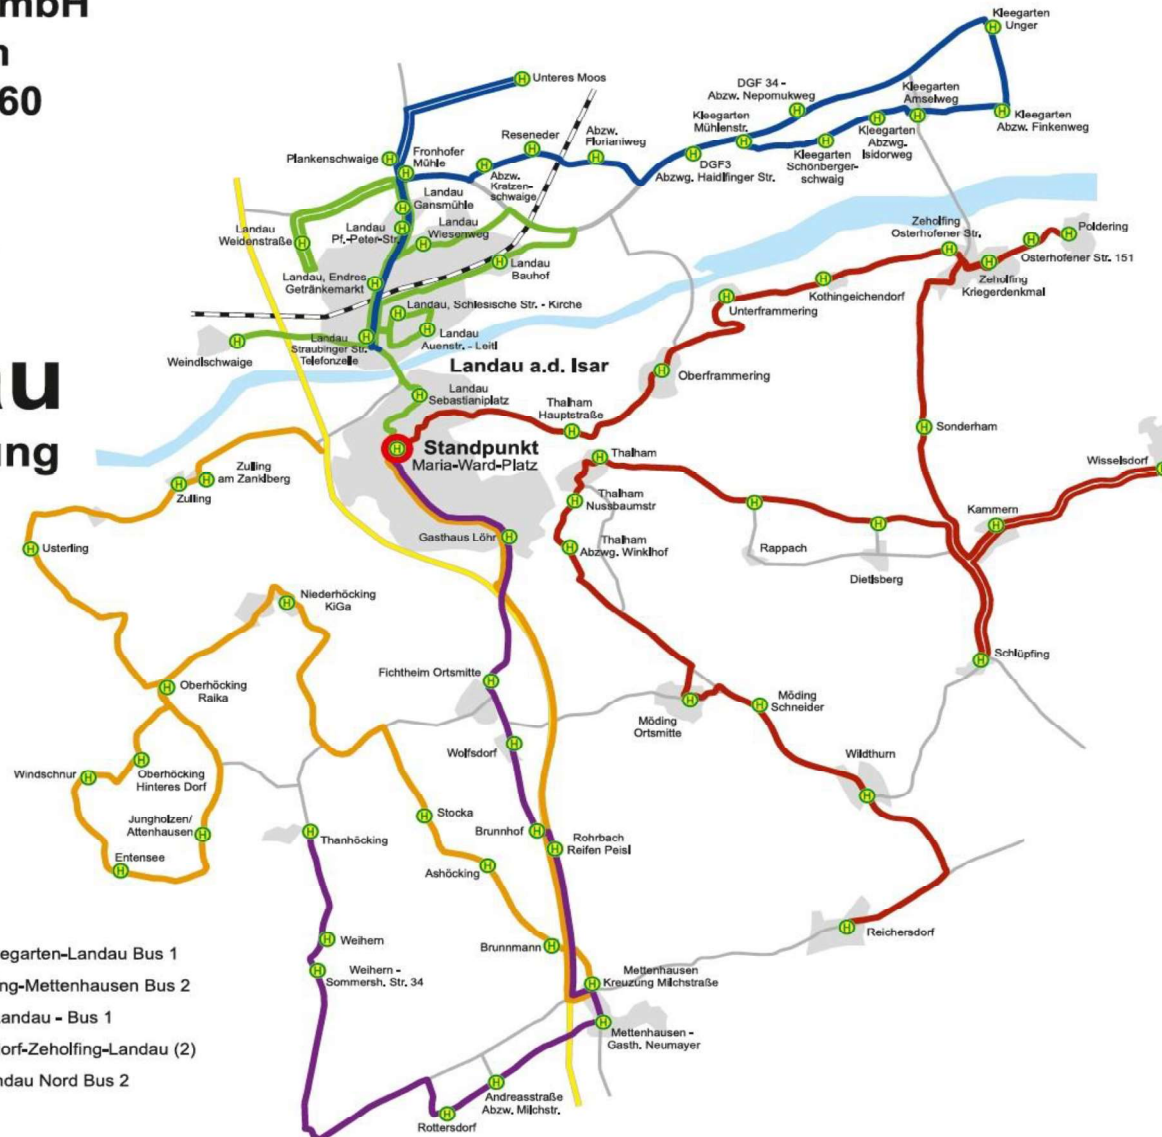 mbH
n
60
au
ung
Kleegarten
Unger
Unteres Moos
DGF 34 -
Abzw. Nepomukweg
Kleegarten
Amselweg
Kleegarten
Mühlenstr.
Kleegarten
Abzw. Finkenweg
Reseneder
Abzw.
Florianiweg
Plankenschwaige
Fronhofer
Mühle
Abzw.
Kratzen-
schwaige
DGF3
Abzwg. Haidlfinger Str.
Kleegarten
Schönberger-
schwaig
Kleegarten
Abzwg.
Isidorweg
Landau
Gansmühle
Landau
Weidenstraße
Landau
Pf.-Peter-Str.
Landau
Wiesenweg
Landau
Bauhof
Landau, Endres
Getränkemarkt
Landau, Schlesische Str. - Kirche
Landau
Auenstr. - Leitl
Landau
Straubinger Str.
Telefonzelle
Weindlschwaige
Zeholfing
Osterhofener Str.
Poldering
Osterhofener Str. 151
Zeholfing
Kriegerdenkmal
Kothingeichendorf
Unterframmering
Oberframmering
Landau a.d. Isar
Landau
Sebastianiplatz
Thalham
Hauptstraße
Standpunkt
Maria-Ward-Platz
Sonderham
Wisselsdorf
Zulling
am Zanklberg
Zulling
Thalham
Thalham
Nussbaumstr
Kammern
Usterling
Gasthaus Löhr
Thalham
Abzwg. Winklhof
Rappach
Dietlsberg
Niederhöcking
KiGa
Schlüpfing
Fichtheim Ortsmitte
Oberhöcking
Raika
Möding
Ortsmitte
Möding
Schneider
Wolfsdorf
Wildthurn
Windschnur
Oberhöcking
Hinteres Dorf
Jungholzen/
Attenhausen
Stocka
Brunnhof
Rohrbach
Reifen Peisl
Thanhöcking
Entensee
Ashöcking
Reichersdorf
Weihern
Brunnmann
Weihern -
Sommersh. Str. 34
Mettenhausen
Kreuzung Milchstraße
Mettenhausen -
Gasth. Neumayer
Andreasstraße
Abzw. Milchstr.
Rottersdorf
egarten-Landau Bus 1
ng-Mettenhausen Bus 2
Landau - Bus 1
orf-Zeholfing-Landau (2)
ndau Nord Bus 2